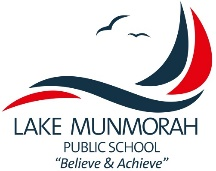 LAKE MUNMORAH
PUBLIC SCHOOL
"Believe & Achieve"